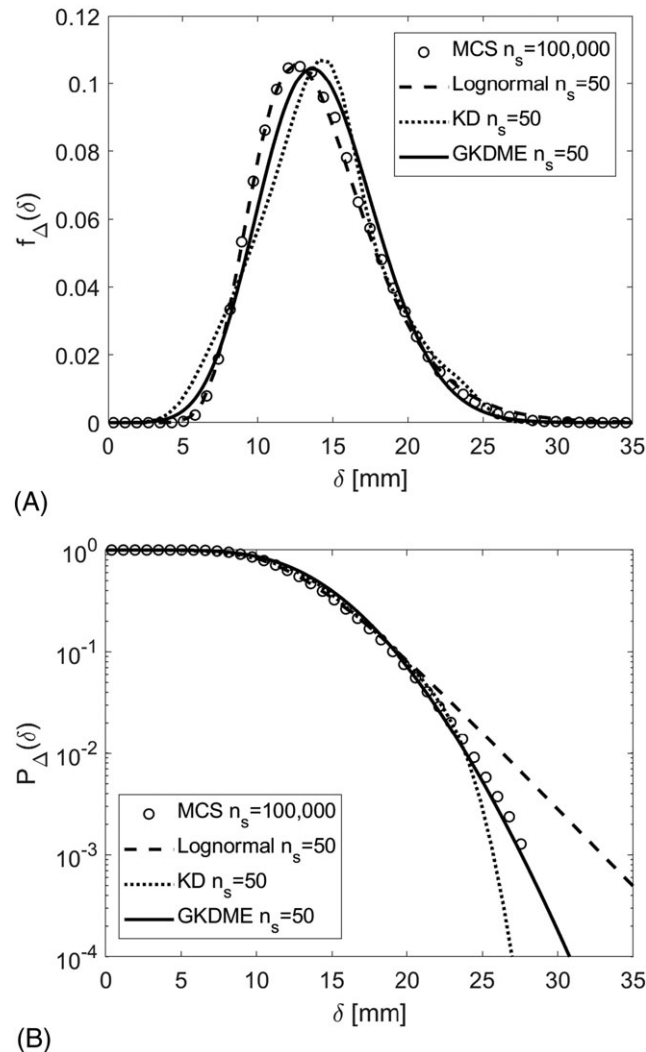 0.12
0.1
0.08
0.06
0.04
0.02
0
f_Δ(δ)
MCS n_s=100,000
Lognormal n_s=50
KD n_s=50
GKDME n_s=50
0 5 10 15 20 25 30 35
δ [mm]
(A)
10^0
10^-1
10^-2
10^-3
10^-4
P_Δ(δ)
MCS n_s=100,000
Lognormal n_s=50
KD n_s=50
GKDME n_s=50
0 5 10 15 20 25 30 35
δ [mm]
(B)